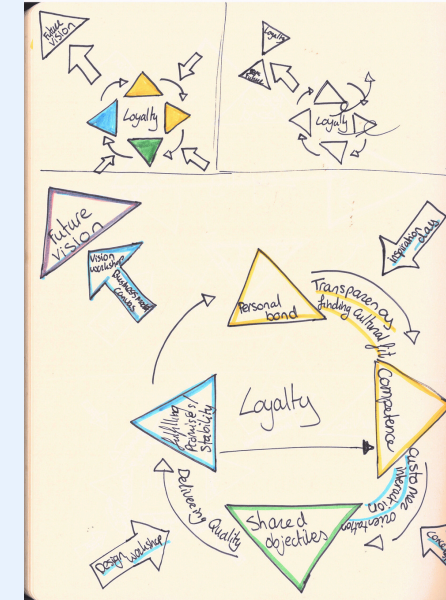 Future
vision
Loyalty
Loyalty
Loyalty
Future
vision
Vision
workshop
Business model
canvas
Inspiration
days
Personal
bond
Transparency
finding cultural fit
Competence
Loyalty
fulfilling
Promises/
Stability
customer orientation
interaction
Shared
objectives
Delivering Quality
Design
workshop